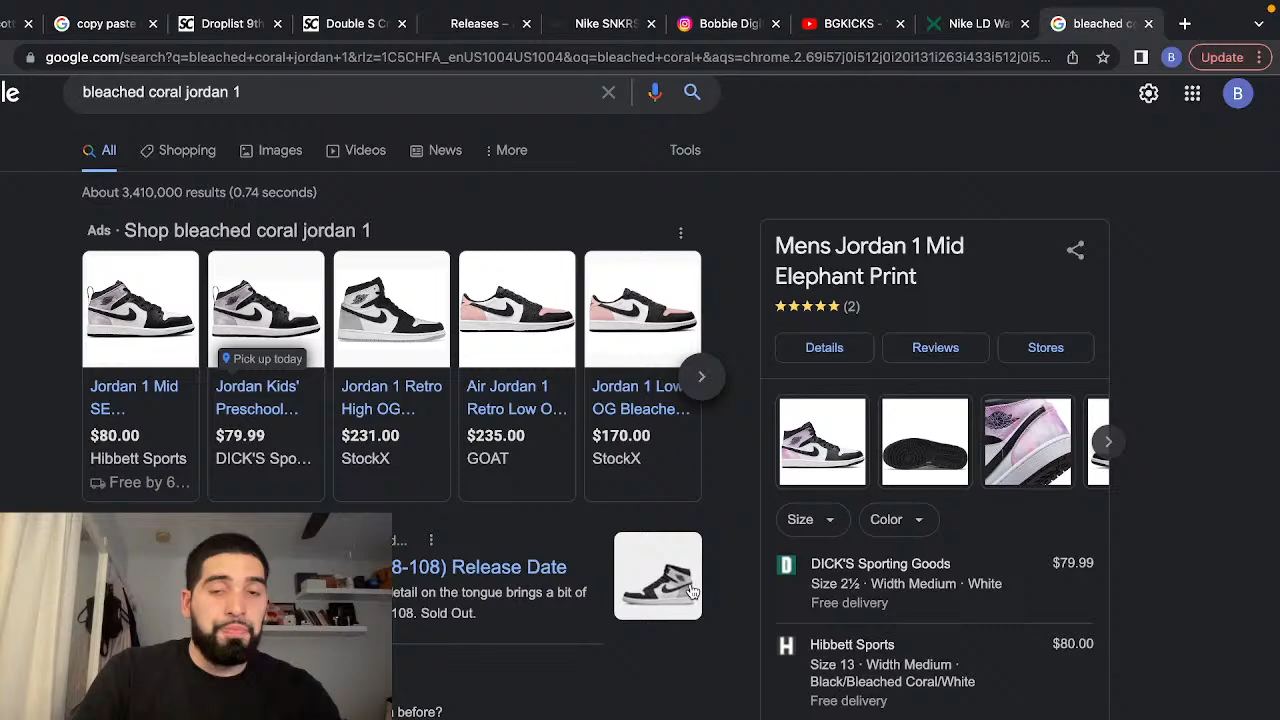 ott
copy paste
Droplist 9th
Double S C
Releases –
Nike SNKRS
Bobbie Digi
BGKICKS -
Nike LD Wa
bleached co
google.com/search?q=bleached+coral+jordan+1&rlz=1C5CHFA_enUS1004US1004&oq=bleached+coral+&aqs=chrome.2.69i57j0i512j0i20i131i263i433i512j0i5...
B
Update
le
bleached coral jordan 1
B
All
Shopping
Images
Videos
News
More
Tools
About 3,410,000 results (0.74 seconds)
Ads · Shop bleached coral jordan 1
Pick up today
Jordan 1 Mid
SE...
$80.00
Hibbett Sports
Free by 6...
Jordan Kids'
Preschool...
$79.99
DICK'S Spo...
Jordan 1 Retro
High OG...
$231.00
StockX
Air Jordan 1
Retro Low O...
$235.00
GOAT
Jordan 1 Low
OG Bleache...
$170.00
StockX
d...
8-108) Release Date
etail on the tongue brings a bit of
108. Sold Out.
n before?
Mens Jordan 1 Mid
Elephant Print
(2)
Details
Reviews
Stores
Size
Color
DICK'S Sporting Goods
$79.99
Size 2½ · Width Medium · White
Free delivery
Hibbett Sports
$80.00
Size 13 · Width Medium ·
Black/Bleached Coral/White
Free delivery